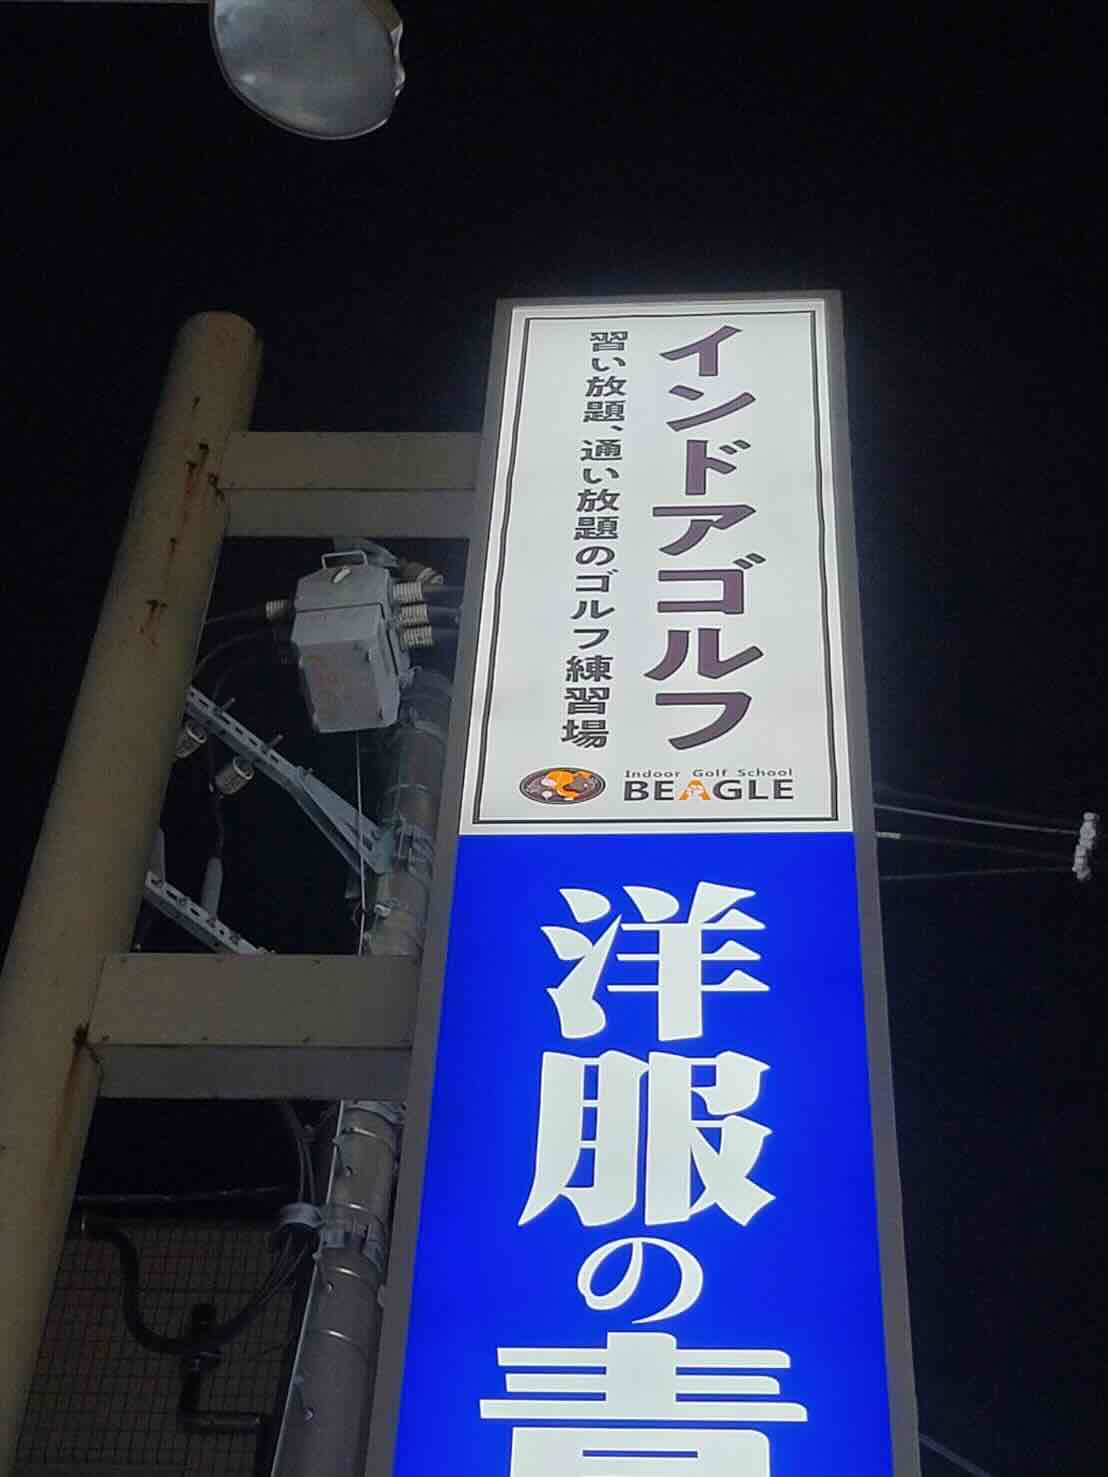 インドアゴルフ
習い放題、通い放題のゴルフ練習場
Indoor Golf School
BEAGLE
洋服の青